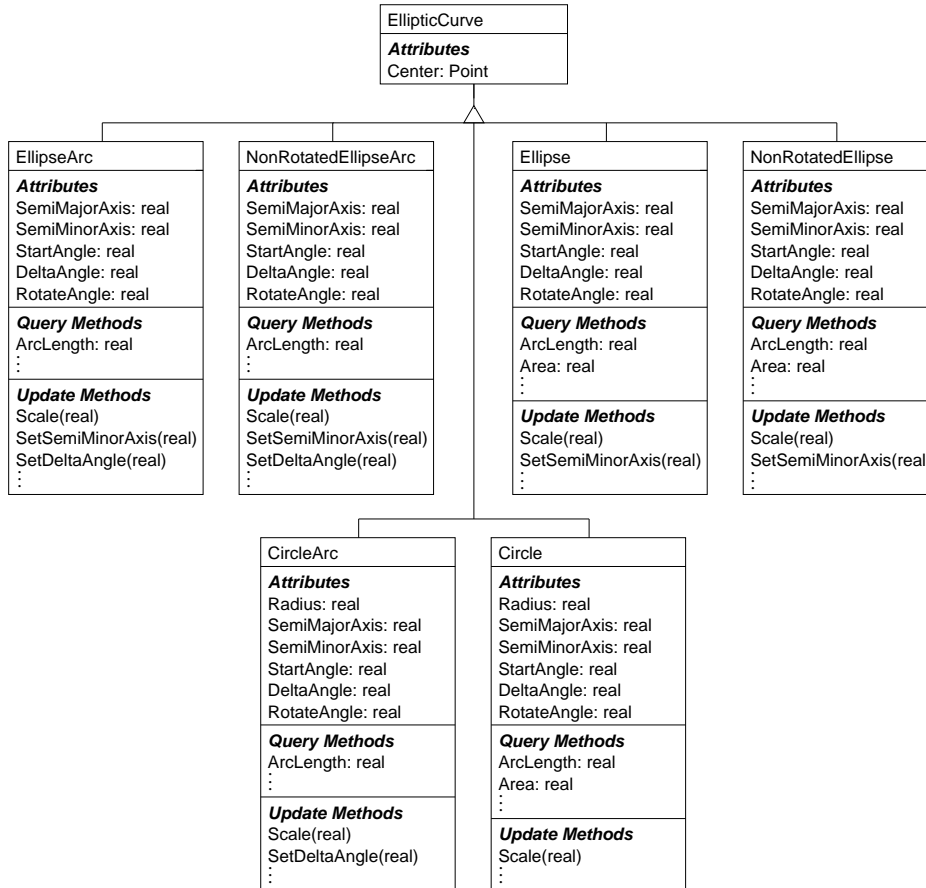 EllipticCurve
Attributes
Center: Point
EllipseArc
Attributes
SemiMajorAxis: real
SemiMinorAxis: real
StartAngle: real
DeltaAngle: real
RotateAngle: real
Query Methods
ArcLength: real
⋮
Update Methods
Scale(real)
SetSemiMinorAxis(real)
SetDeltaAngle(real)
⋮
NonRotatedEllipseArc
Attributes
SemiMajorAxis: real
SemiMinorAxis: real
StartAngle: real
DeltaAngle: real
RotateAngle: real
Query Methods
ArcLength: real
⋮
Update Methods
Scale(real)
SetSemiMinorAxis(real)
SetDeltaAngle(real)
⋮
Ellipse
Attributes
SemiMajorAxis: real
SemiMinorAxis: real
StartAngle: real
DeltaAngle: real
RotateAngle: real
Query Methods
ArcLength: real
Area: real
⋮
Update Methods
Scale(real)
SetSemiMinorAxis(real)
⋮
NonRotatedEllipse
Attributes
SemiMajorAxis: real
SemiMinorAxis: real
StartAngle: real
DeltaAngle: real
RotateAngle: real
Query Methods
ArcLength: real
Area: real
⋮
Update Methods
Scale(real)
SetSemiMinorAxis(real
⋮
CircleArc
Attributes
Radius: real
SemiMajorAxis: real
SemiMinorAxis: real
StartAngle: real
DeltaAngle: real
RotateAngle: real
Query Methods
ArcLength: real
⋮
Update Methods
Scale(real)
SetDeltaAngle(real)
⋮
Circle
Attributes
Radius: real
SemiMajorAxis: real
SemiMinorAxis: real
StartAngle: real
DeltaAngle: real
RotateAngle: real
Query Methods
ArcLength: real
Area: real
⋮
Update Methods
Scale(real)
⋮